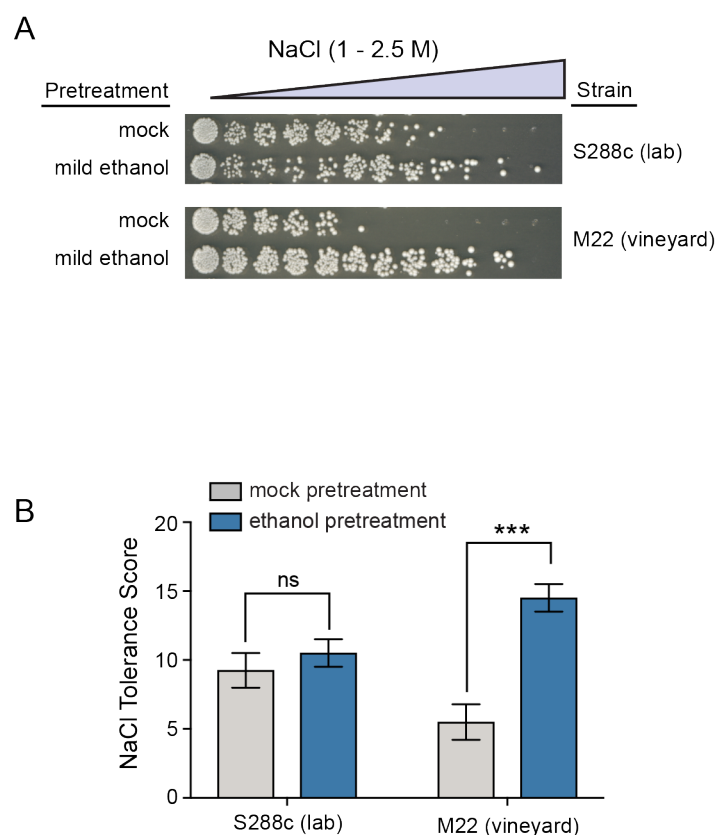 A
NaCl (1 - 2.5 M)
Pretreatment
Strain
mock
mild ethanol
S288c (lab)
mock
mild ethanol
M22 (vineyard)
B
mock pretreatment
ethanol pretreatment
NaCl Tolerance Score
20
15
10
5
0
ns
***
S288c (lab)
M22 (vineyard)